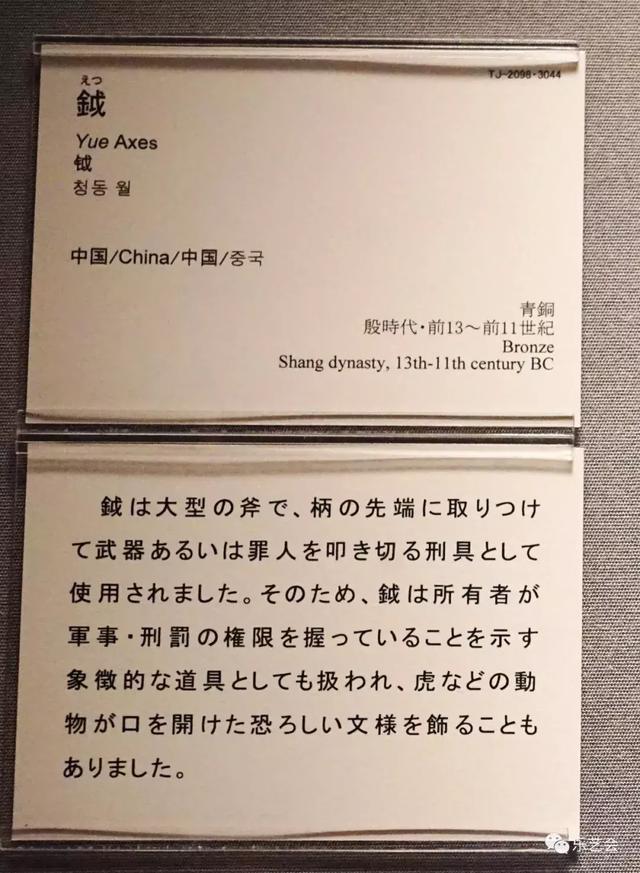 TJ-2098・3044
えつ
鉞
Yue Axes
钺
청동 월
中国/China/中国/중국
青銅
殷時代・前13～前11世紀
Bronze
Shang dynasty, 13th-11th century BC
鉞は大型の斧で、柄の先端に取りつけ
て武器あるいは罪人を叩き切る刑具として
使用されました。そのため、鉞は所有者が
軍事・刑罰の権限を握っていることを示す
象徴的な道具としても扱われ、虎などの動
物が口を開けた恐ろしい文様を飾ることも
ありました。